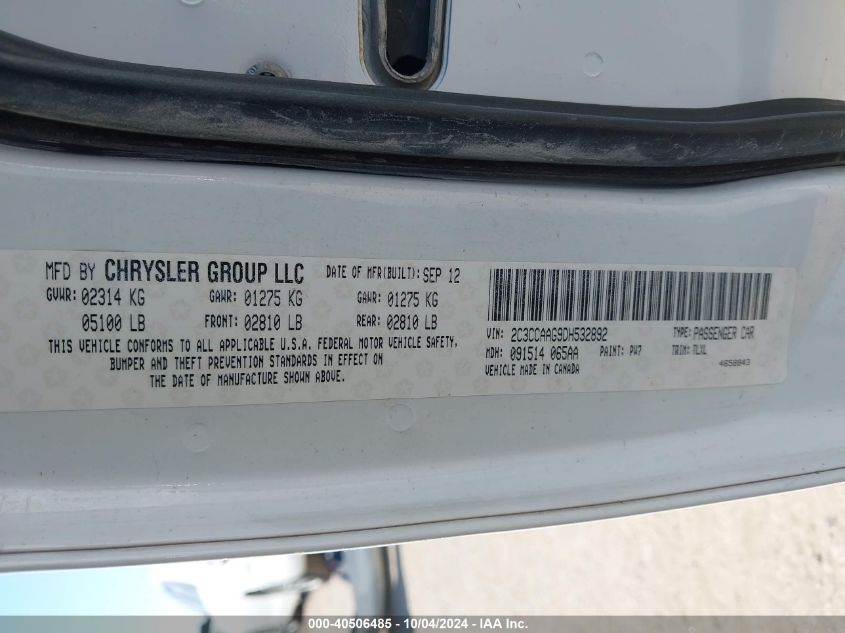 MFD BY CHRYSLER GROUP LLC DATE OF MFR(BUILT): SEP 12
GVWR: 02314 KG GAWR: 01275 KG GAWR: 01275 KG
05100 LB FRONT: 02810 LB REAR: 02810 LB
THIS VEHICLE CONFORMS TO ALL APPLICABLE U.S.A. FEDERAL MOTOR VEHICLE SAFETY,
BUMPER AND THEFT PREVENTION STANDARDS IN EFFECT ON
THE DATE OF MANUFACTURE SHOWN ABOVE.
VIN: 2C3CCAAG9DH532892 TYPE: PASSENGER CAR
MDH: 091514 065AA PAINT: PW7 TRIM: TLXL
VEHICLE MADE IN CANADA 4658943
000-40506485 - 10/04/2024 - IAA Inc.